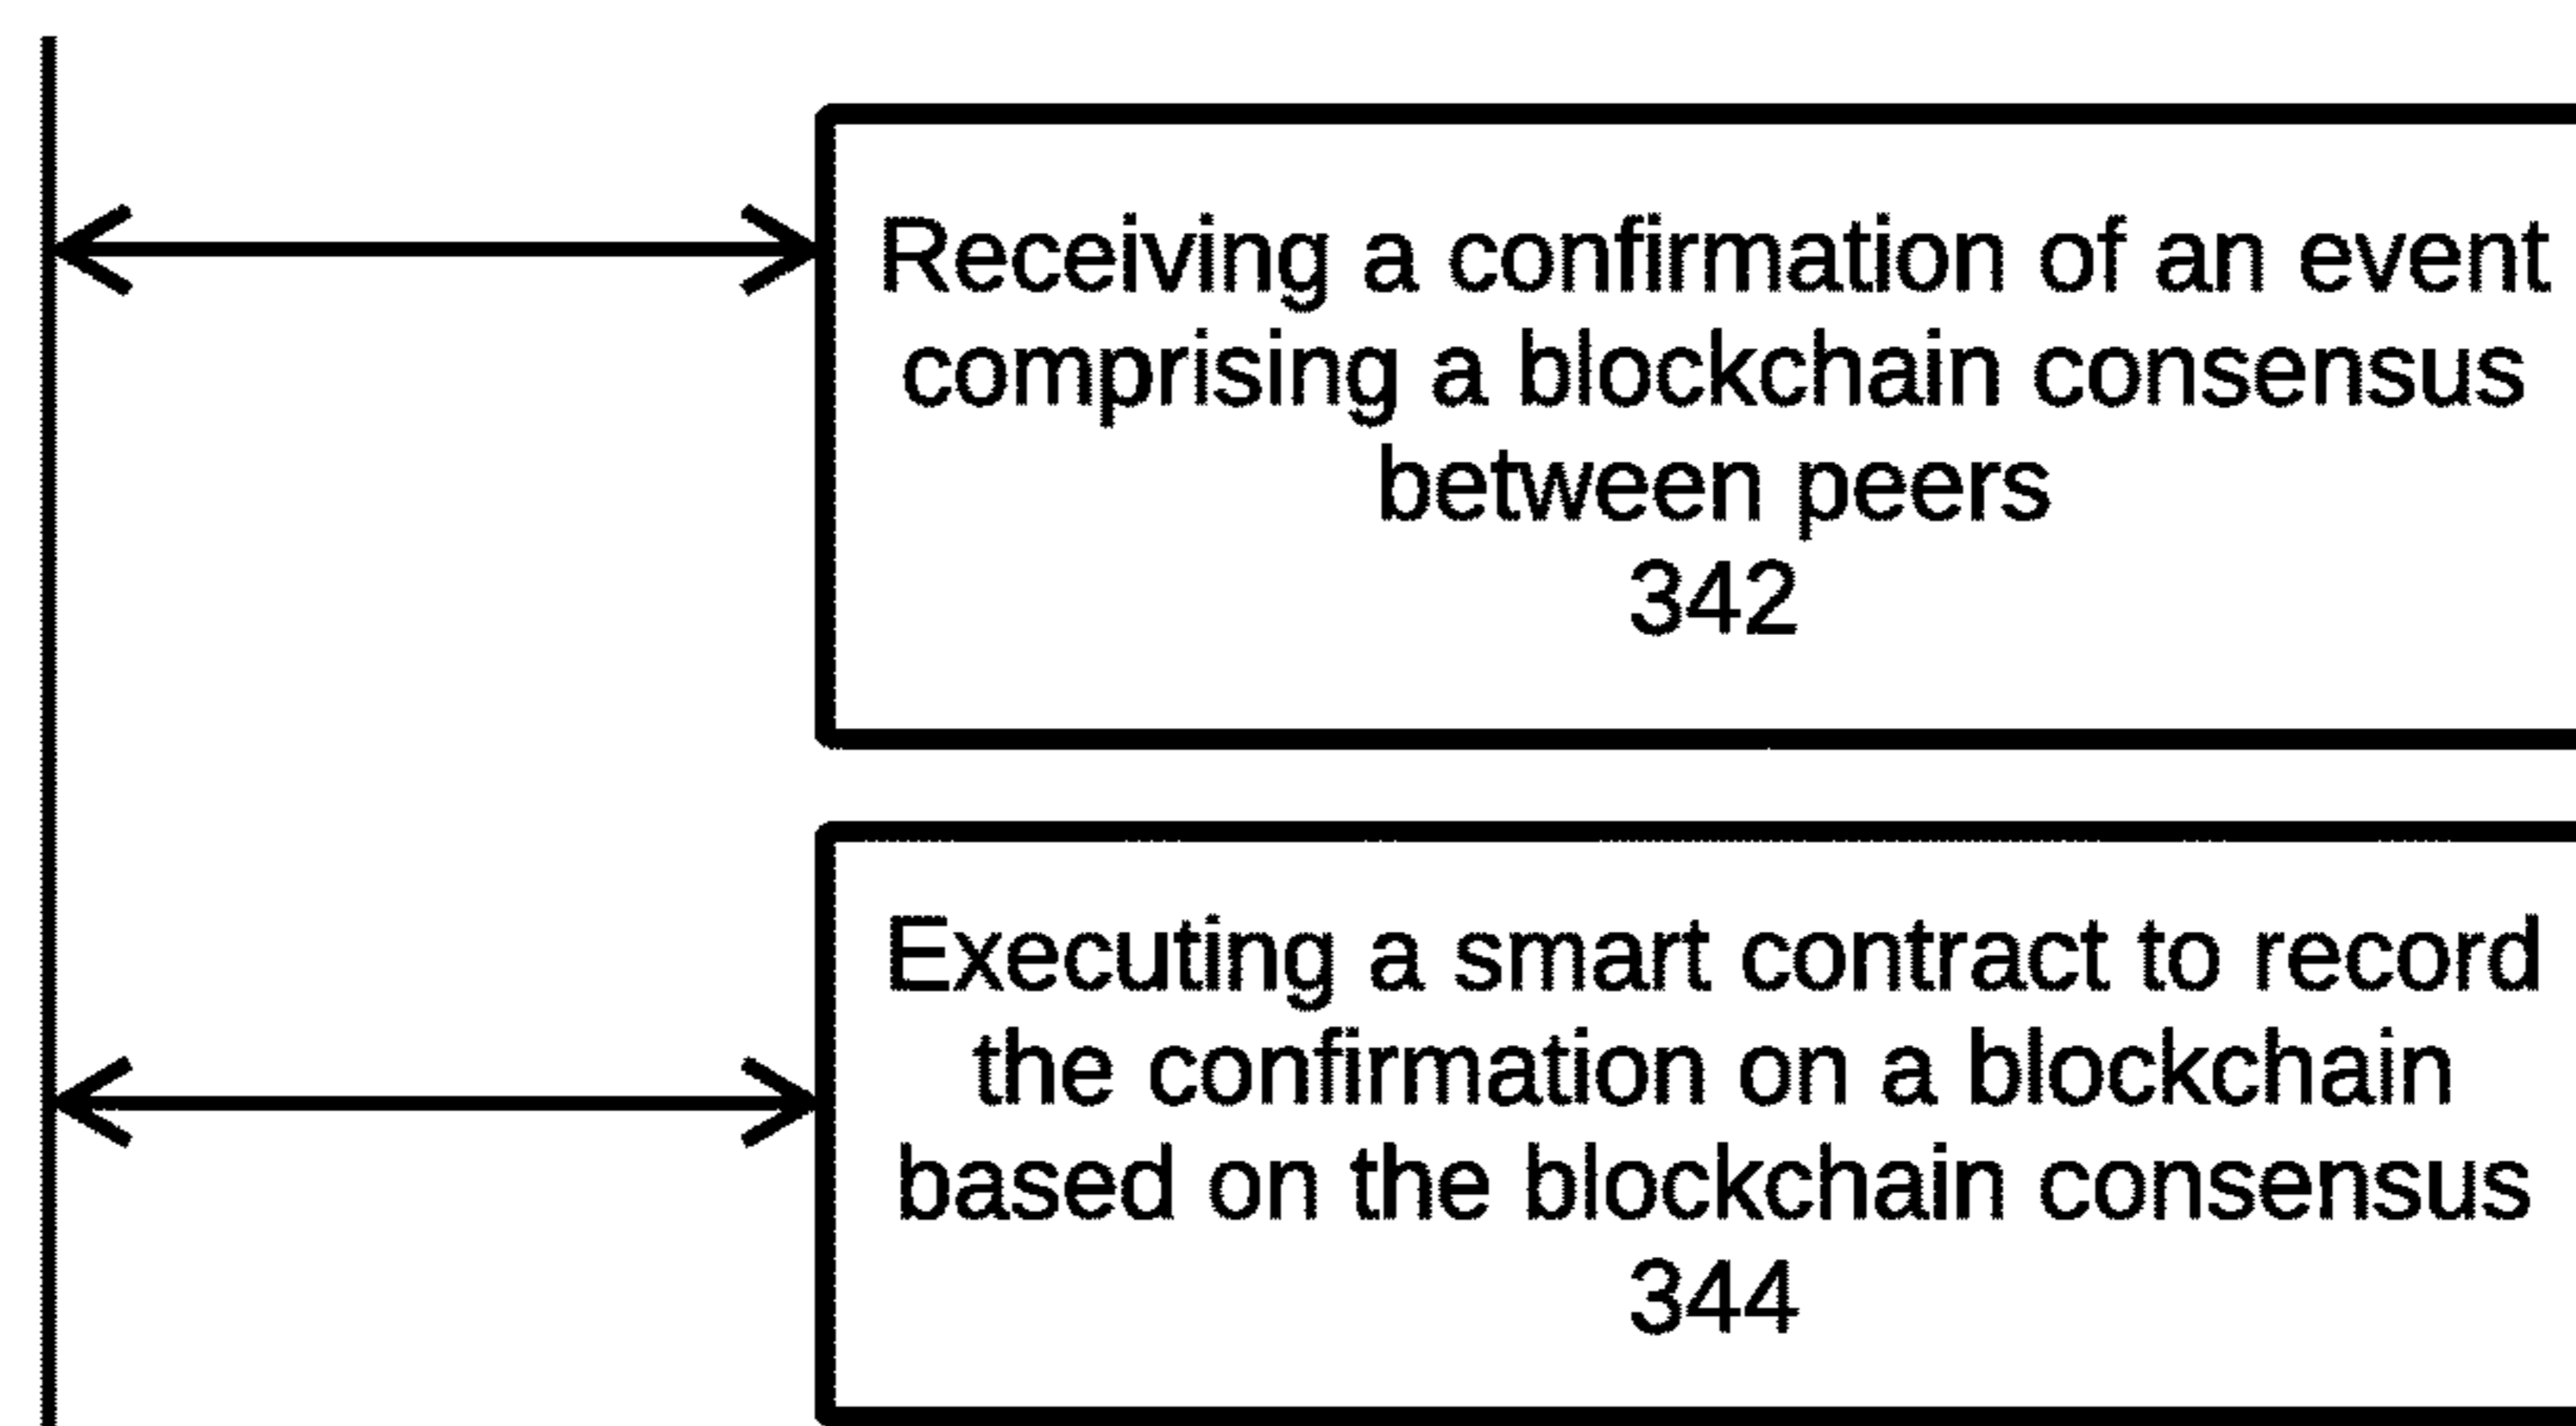 Receiving a confirmation of an event
comprising a blockchain consensus
between peers
342
Executing a smart contract to record
the confirmation on a blockchain
based on the blockchain consensus
344